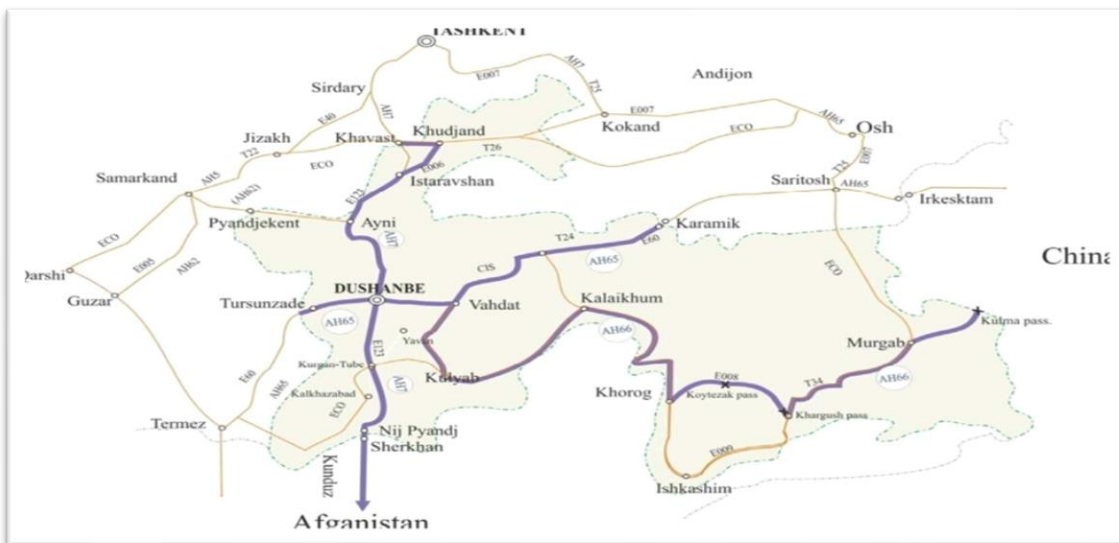 TASHKENT
E007
AH7
T25
Andijon
Sirdary
AH7
E40
E007
AH65
Kokand
Osh
Jizakh
Khavast
Khudjand
ECO
T26
ECO
E007
T22
E006
T25
Samarkand
AH5
Istaravshan
Saritosh
AH65
Irkesktam
(AH62)
E123
Pyandjekent
Ayni
Karamik
ECO
AH7
T24
E60
E005
AH62
CIS
AH65
ECO
China
Guzar
DUSHANBE
Tursunzade
Vahdat
Kalaikhum
Kulma pass.
AH65
AH66
Yavan
E123
Murgab
Kurgan-Tube
E60
AH65
AH7
Kulyab
E008
T34
AH66
Kalkhazabad
Khorog
Koytezak pass
ECO
Khargush pass
Termez
Nij Pyandj
Sherkhan
E009
Kunduz
Ishkashim
Afganistan